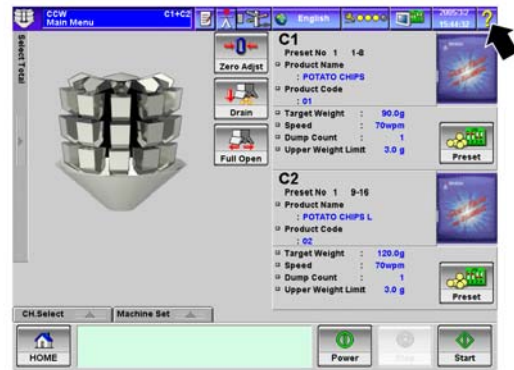 CCW
Main Menu
C1+C2
English
2005/3/2
15:44:32
?
Select Total
Zero Adjst
Drain
Full Open
C1
Preset No 1 1-8
Product Name
: POTATO CHIPS
Product Code
: 01
Target Weight : 90.0g
Speed : 70wpm
Dump Count : 1
Upper Weight Limit 3.0 g
Preset
C2
Preset No 1 9-16
Product Name
: POTATO CHIPS L
Product Code
: 02
Target Weight : 120.0g
Speed : 70wpm
Dump Count : 1
Upper Weight Limit 3.0 g
Preset
CH.Select
Machine Set
HOME
Power
Stop
Start